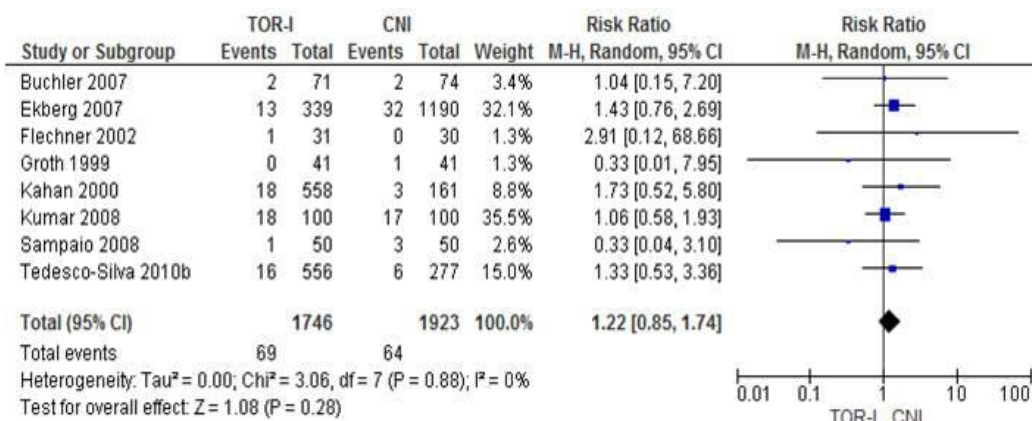 TOR-I CNI Risk Ratio Risk Ratio
Study or Subgroup Events Total Events Total Weight M-H, Random, 95% CI M-H, Random, 95% CI
Buchler 2007 2 71 2 74 3.4% 1.04 [0.15, 7.20]
Ekberg 2007 13 339 32 1190 32.1% 1.43 [0.76, 2.69]
Flechner 2002 1 31 0 30 1.3% 2.91 [0.12, 68.66]
Groth 1999 0 41 1 41 1.3% 0.33 [0.01, 7.95]
Kahan 2000 18 558 3 161 8.8% 1.73 [0.52, 5.80]
Kumar 2008 18 100 17 100 35.5% 1.06 [0.58, 1.93]
Sampaio 2008 1 50 3 50 2.6% 0.33 [0.04, 3.10]
Tedesco-Silva 2010b 16 556 6 277 15.0% 1.33 [0.53, 3.36]
Total (95% CI) 1746 1923 100.0% 1.22 [0.85, 1.74]
Total events 69 64
Heterogeneity: Tau² = 0.00; Chi² = 3.06, df = 7 (P = 0.88); I² = 0%
Test for overall effect: Z = 1.08 (P = 0.28)
0.01 0.1 1 10 100
TOR-I CNI